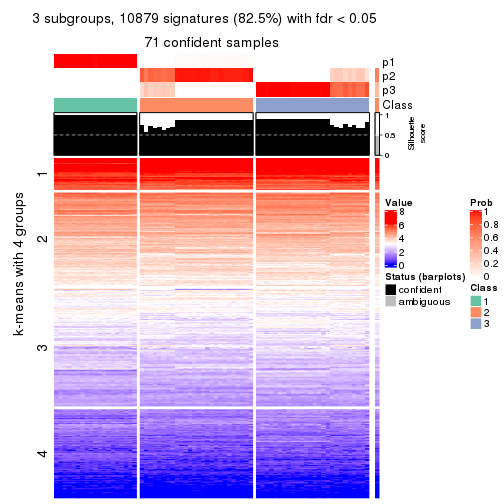 3 subgroups, 10879 signatures (82.5%) with fdr < 0.05
71 confident samples
p1
p2
p3
Class
1
0.5
0
Silhouette
score
k-means with 4 groups
1
2
3
4
Value
8
6
4
2
0
Status (barplots)
confident
ambiguous
Prob
1
0.8
0.6
0.4
0.2
0
Class
1
2
3